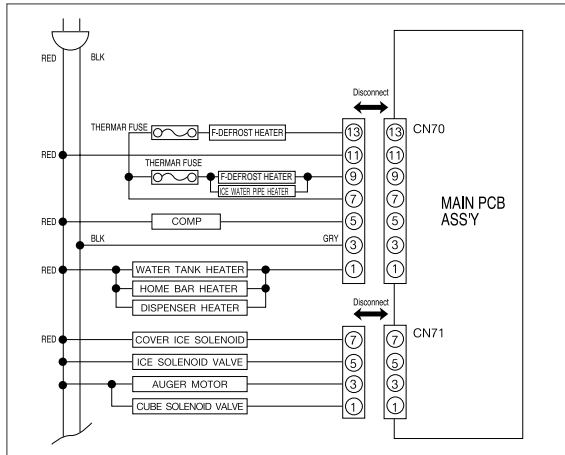 RED BLK
Disconnect
THERMAR FUSE F-DEFROST HEATER 13 13 CN70
RED 11 11
THERMAR FUSE
F-DEFROST HEATER 9 9
ICE WATER PIPE HEATER
7 7
MAIN PCB
ASS'Y
RED COMP 5 5
BLK GRY 3 3
RED WATER TANK HEATER 1 1
HOME BAR HEATER
DISPENSER HEATER
Disconnect
RED COVER ICE SOLENOID 7 7 CN71
ICE SOLENOID VALVE 5 5
AUGER MOTOR 3 3
CUBE SOLENOID VALVE 1 1